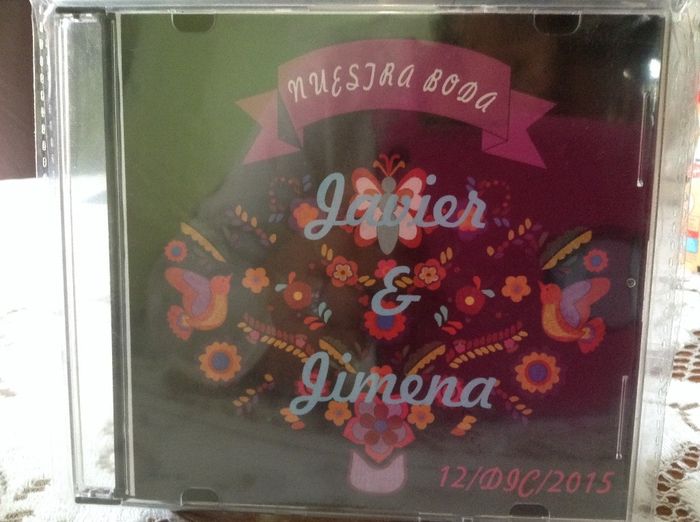 NUESTRA BODA
Javier
&
Jimena
12/DIC/2015